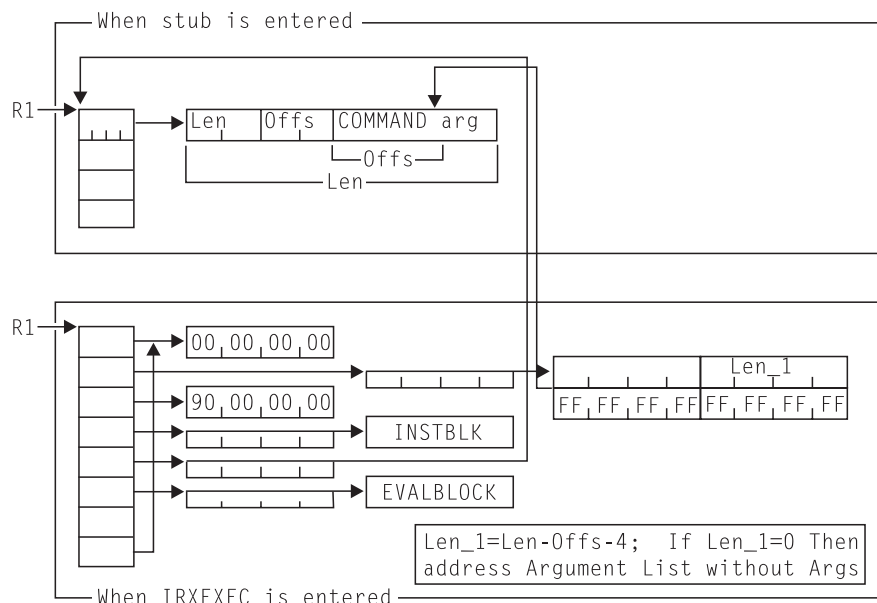 When stub is entered
R1
Len Offs COMMAND arg
Offs
Len
R1
00 00 00 00
Len_1
90 00 00 00
FF FF FF FF FF FF FF FF
INSTBLK
EVALBLOCK
Len_1=Len-Offs-4; If Len_1=0 Then
address Argument List without Args
When IRXEXEC is entered